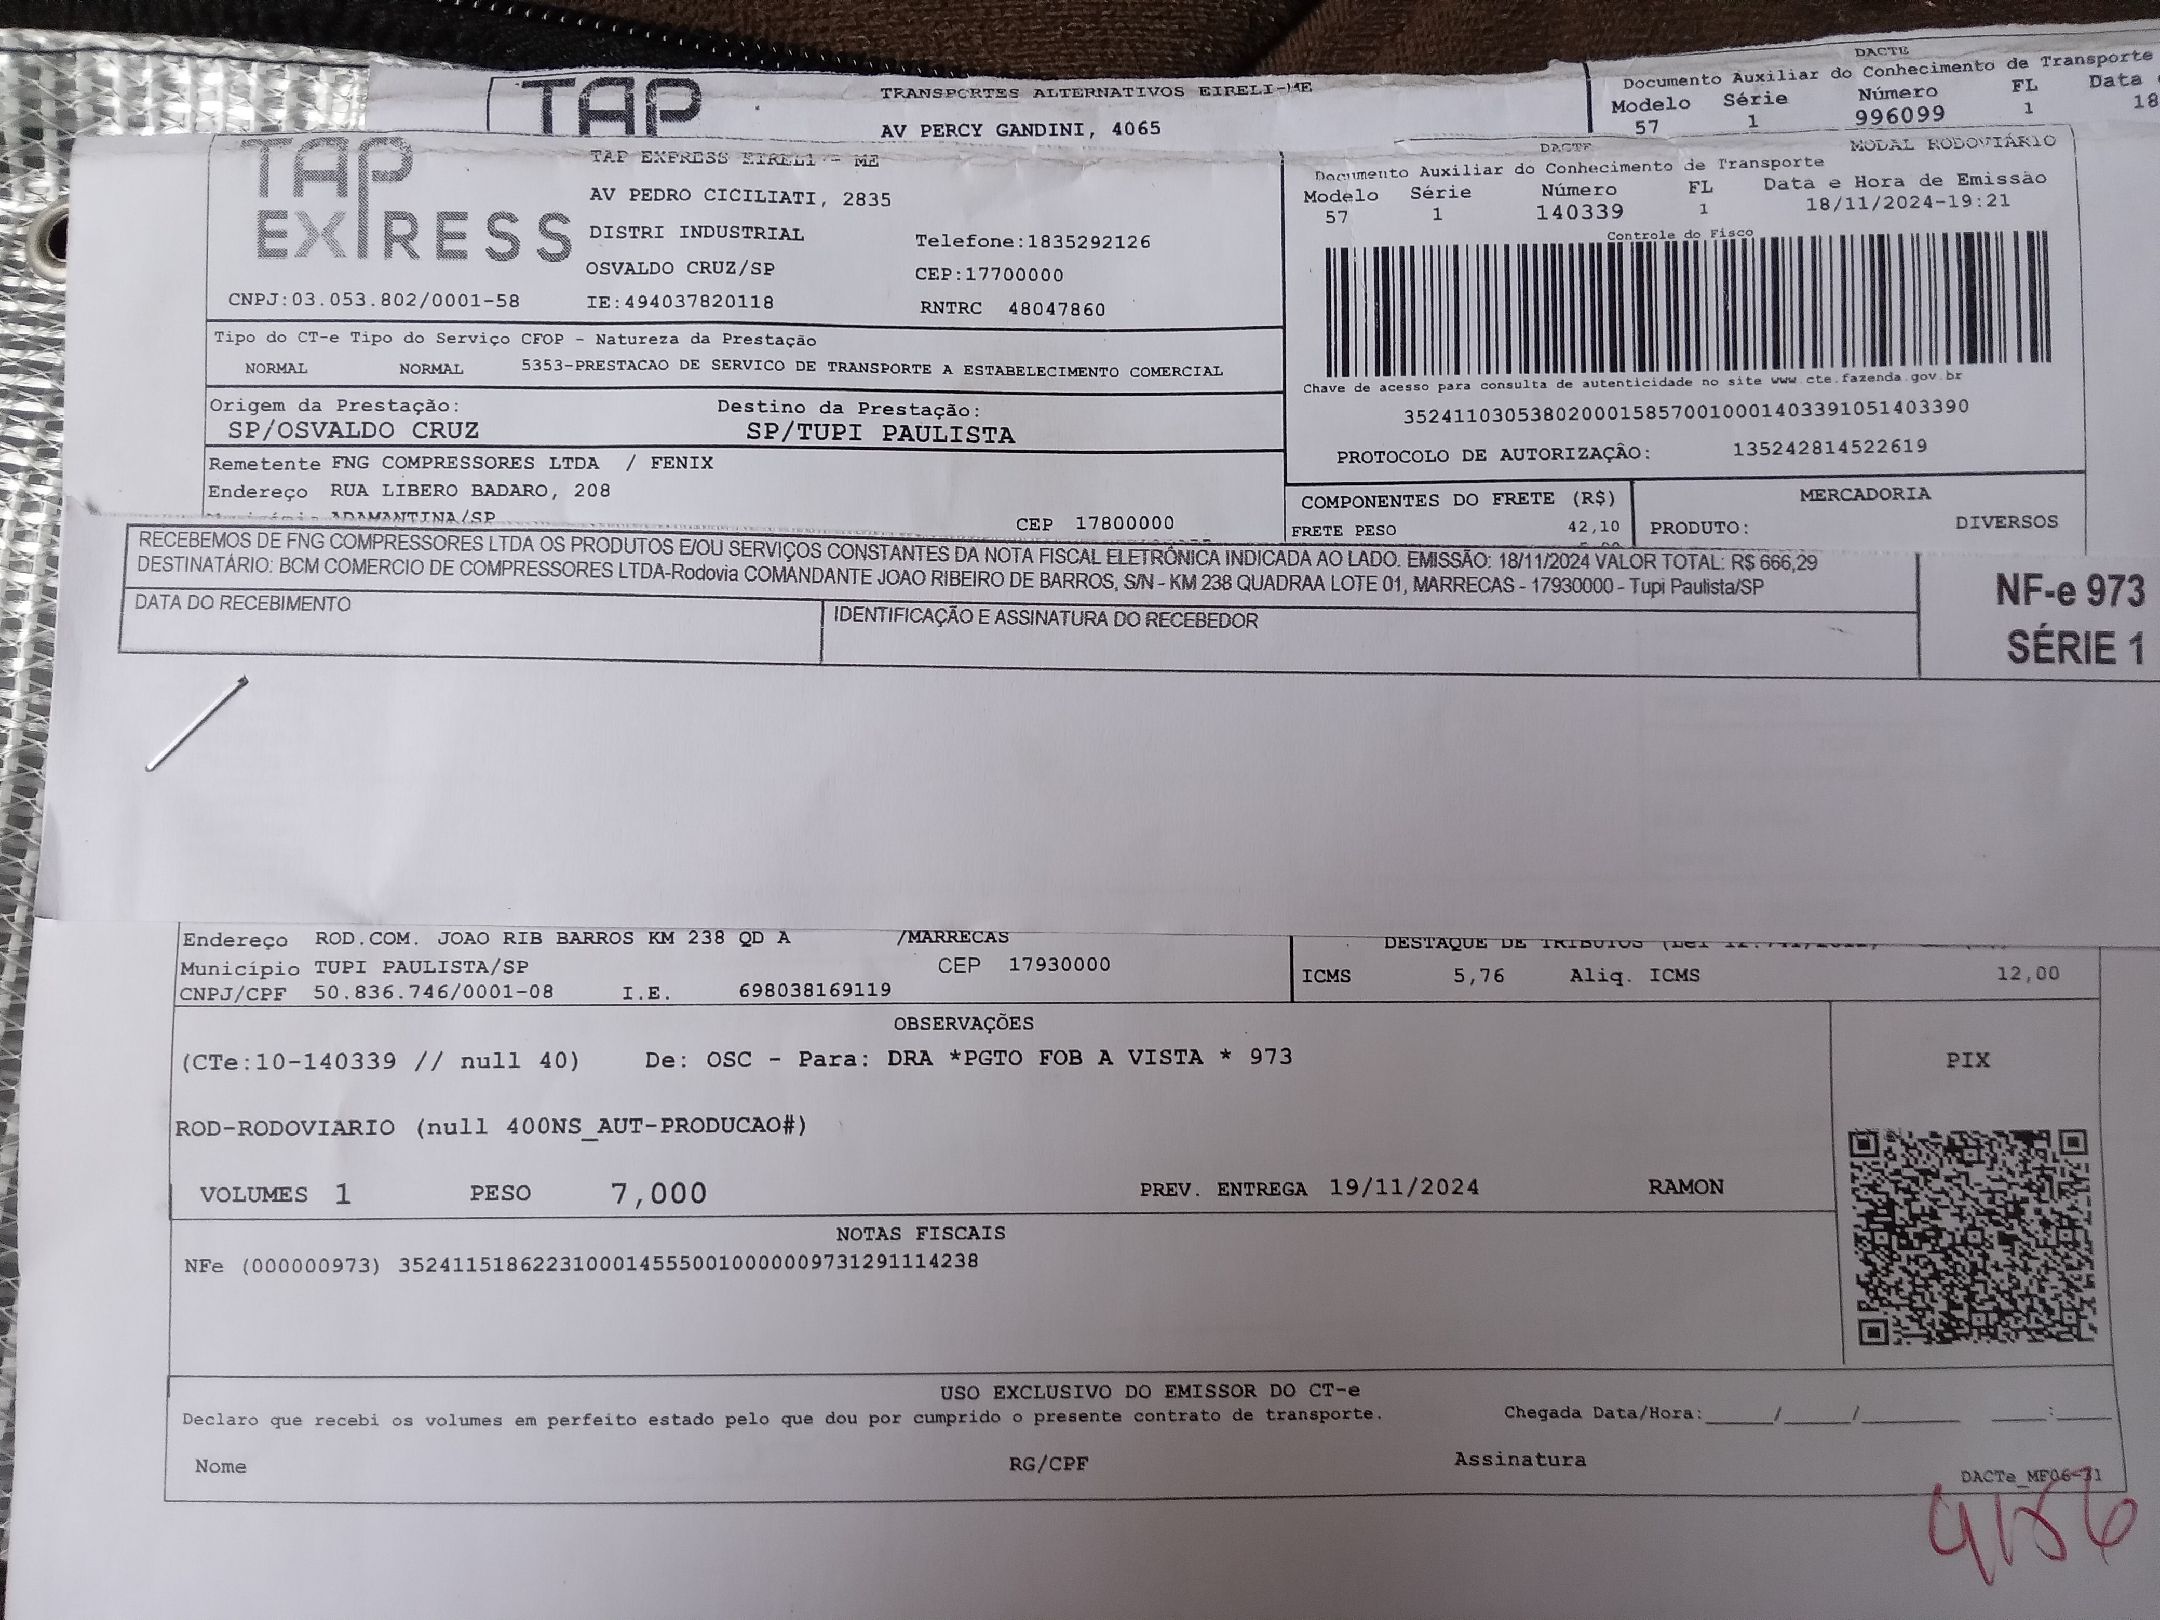 TAP
TRANSPORTES ALTERNATIVOS EIRELI-ME
AV PERCY GANDINI, 4065
DACTE
Documento Auxiliar do Conhecimento de Transporte
Modelo Série Número FL Data
57 1 996099 1 18
TAP EXPRESS
TAP EXPRESS EIRELI - ME
AV PEDRO CICILIATI, 2835
DISTRI INDUSTRIAL
Telefone:1835292126
OSVALDO CRUZ/SP
CEP:17700000
CNPJ:03.053.802/0001-58
IE:494037820118
RNTRC 48047860
DACTE
MODAL RODOVIÁRIO
Documento Auxiliar do Conhecimento de Transporte
Modelo Série Número FL Data e Hora de Emissão
57 1 140339 1 18/11/2024-19:21
Controle do Fisco
Chave de acesso para consulta de autenticidade no site www.cte.fazenda.gov.br
35241103053802000158570010001403391051403390
PROTOCOLO DE AUTORIZAÇÃO: 135242814522619
Tipo do CT-e Tipo do Serviço CFOP - Natureza da Prestação
NORMAL NORMAL 5353-PRESTACAO DE SERVICO DE TRANSPORTE A ESTABELECIMENTO COMERCIAL
Origem da Prestação: Destino da Prestação:
SP/OSVALDO CRUZ SP/TUPI PAULISTA
Remetente FNG COMPRESSORES LTDA / FENIX
Endereço RUA LIBERO BADARO, 208
Município ADAMANTINA/SP CEP 17800000
COMPONENTES DO FRETE (R$)
FRETE PESO 42,10
MERCADORIA
PRODUTO: DIVERSOS
RECEBEMOS DE FNG COMPRESSORES LTDA OS PRODUTOS E/OU SERVIÇOS CONSTANTES DA NOTA FISCAL ELETRÔNICA INDICADA AO LADO. EMISSÃO: 18/11/2024 VALOR TOTAL: R$ 666,29
DESTINATÁRIO: BCM COMERCIO DE COMPRESSORES LTDA-Rodovia COMANDANTE JOAO RIBEIRO DE BARROS, S/N - KM 238 QUADRAA LOTE 01, MARRECAS - 17930000 - Tupi Paulista/SP
DATA DO RECEBIMENTO
IDENTIFICAÇÃO E ASSINATURA DO RECEBEDOR
NF-e 973
SÉRIE 1
Endereço ROD.COM. JOAO RIB BARROS KM 238 QD A /MARRECAS
Município TUPI PAULISTA/SP CEP 17930000
CNPJ/CPF 50.836.746/0001-08 I.E. 698038169119
DESTAQUE DE TRIBUTOS
ICMS 5,76 Aliq. ICMS 12,00
OBSERVAÇÕES
(CTe:10-140339 // null 40) De: OSC - Para: DRA *PGTO FOB A VISTA * 973
ROD-RODOVIARIO (null 400NS_AUT-PRODUCAO#)
VOLUMES 1 PESO 7,000 PREV. ENTREGA 19/11/2024 RAMON
PIX
NOTAS FISCAIS
NFe (000000973) 35241151862231000145550010000009731291114238
USO EXCLUSIVO DO EMISSOR DO CT-e
Declaro que recebi os volumes em perfeito estado pelo que dou por cumprido o presente contrato de transporte. Chegada Data/Hora:_____/_____/_______ ____:____
Nome RG/CPF Assinatura
DACTe_MF06-31